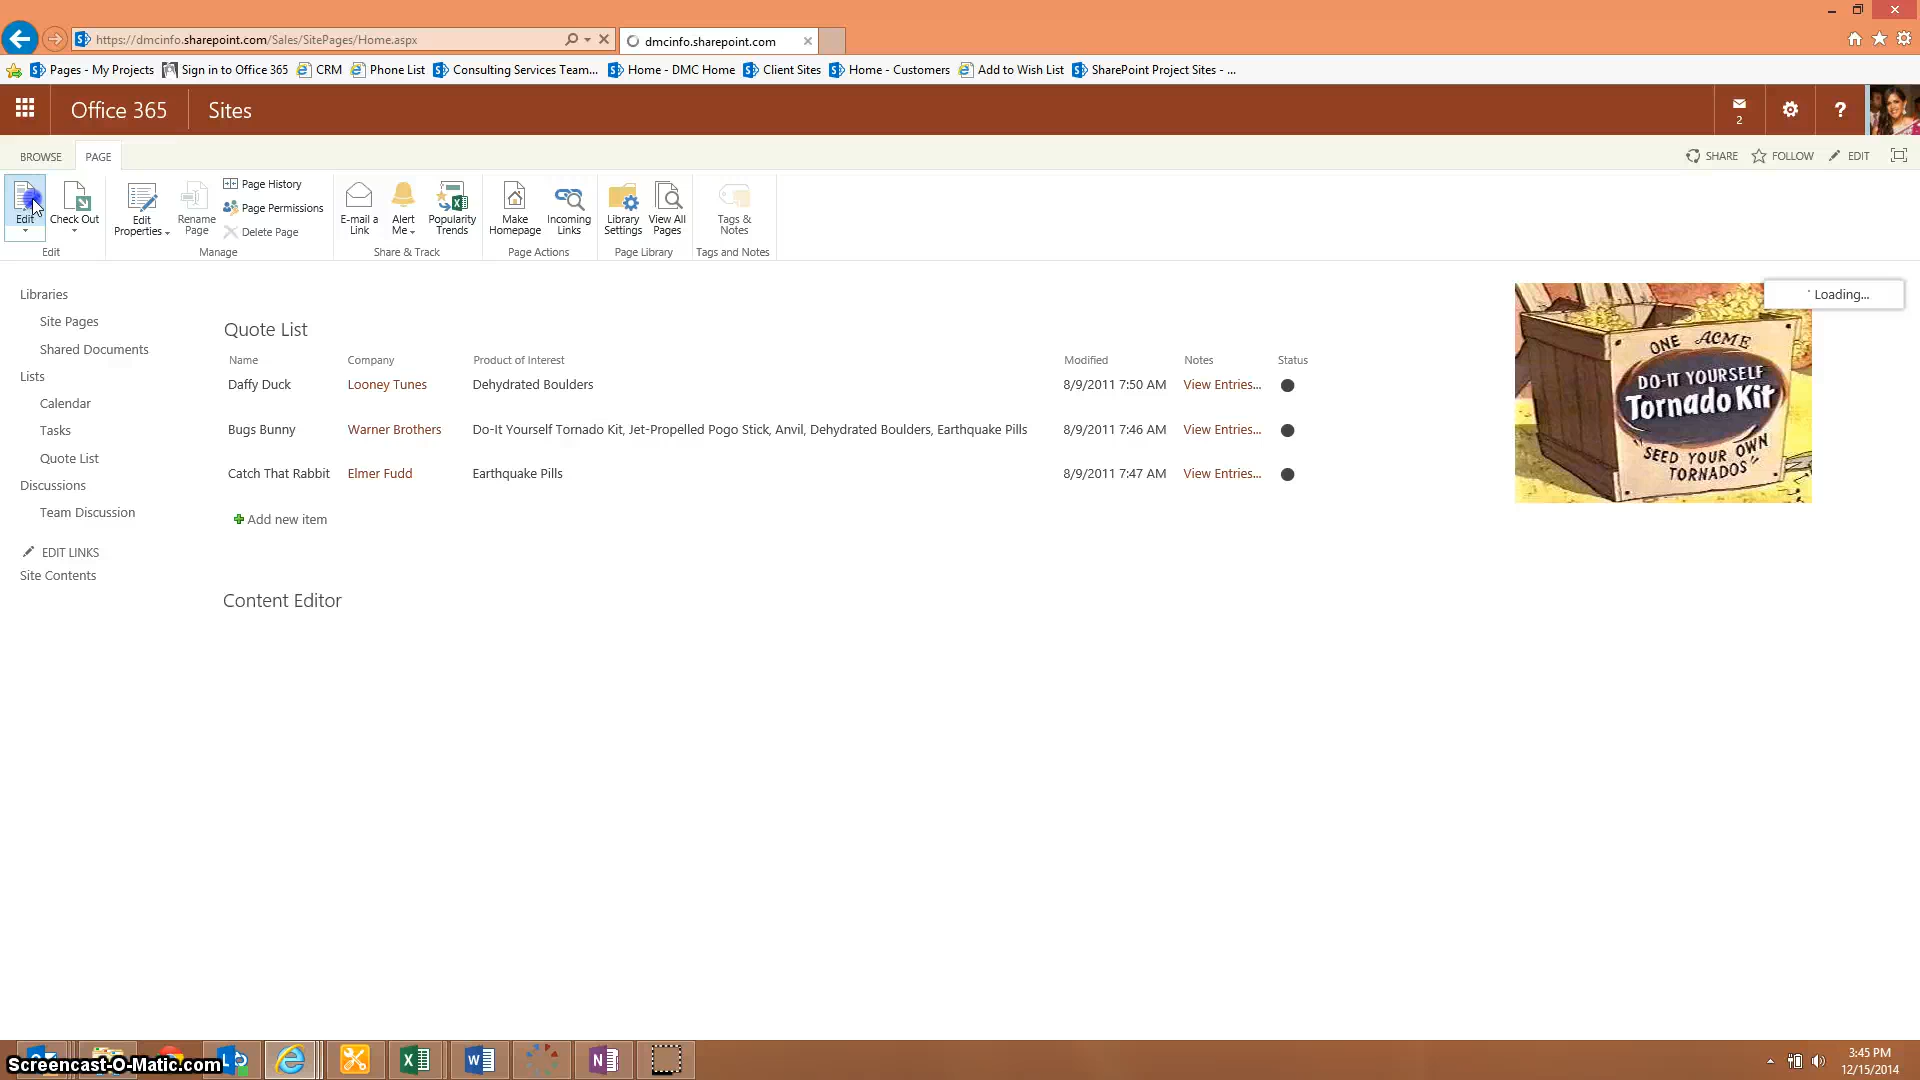 https://dmcinfo.sharepoint.com/Sales/SitePages/Home.aspx
dmcinfo.sharepoint.com
Pages - My Projects Sign in to Office 365 CRM Phone List Consulting Services Team... Home - DMC Home Client Sites Home - Customers Add to Wish List SharePoint Project Sites - ...
Office 365 Sites 2 ?
BROWSE PAGE SHARE FOLLOW EDIT
Edit Check Out
Edit
Edit Properties
Rename Page
Page History
Page Permissions
Delete Page
Manage
E-mail a Link
Alert Me
Popularity Trends
Share & Track
Make Homepage
Incoming Links
Page Actions
Library Settings
View All Pages
Page Library
Tags & Notes
Tags and Notes
Loading...
Libraries
Site Pages
Shared Documents
Lists
Calendar
Tasks
Quote List
Discussions
Team Discussion
EDIT LINKS
Site Contents
Quote List
Name Company Product of Interest Modified Notes Status
Daffy Duck Looney Tunes Dehydrated Boulders 8/9/2011 7:50 AM View Entries...
Bugs Bunny Warner Brothers Do-It Yourself Tornado Kit, Jet-Propelled Pogo Stick, Anvil, Dehydrated Boulders, Earthquake Pills 8/9/2011 7:46 AM View Entries...
Catch That Rabbit Elmer Fudd Earthquake Pills 8/9/2011 7:47 AM View Entries...
Add new item
Content Editor
ONE ACME
DO-IT YOURSELF
Tornado Kit
"SEED YOUR OWN
TORNADOS"
Screencast-O-Matic.com
3:45 PM
12/15/2014